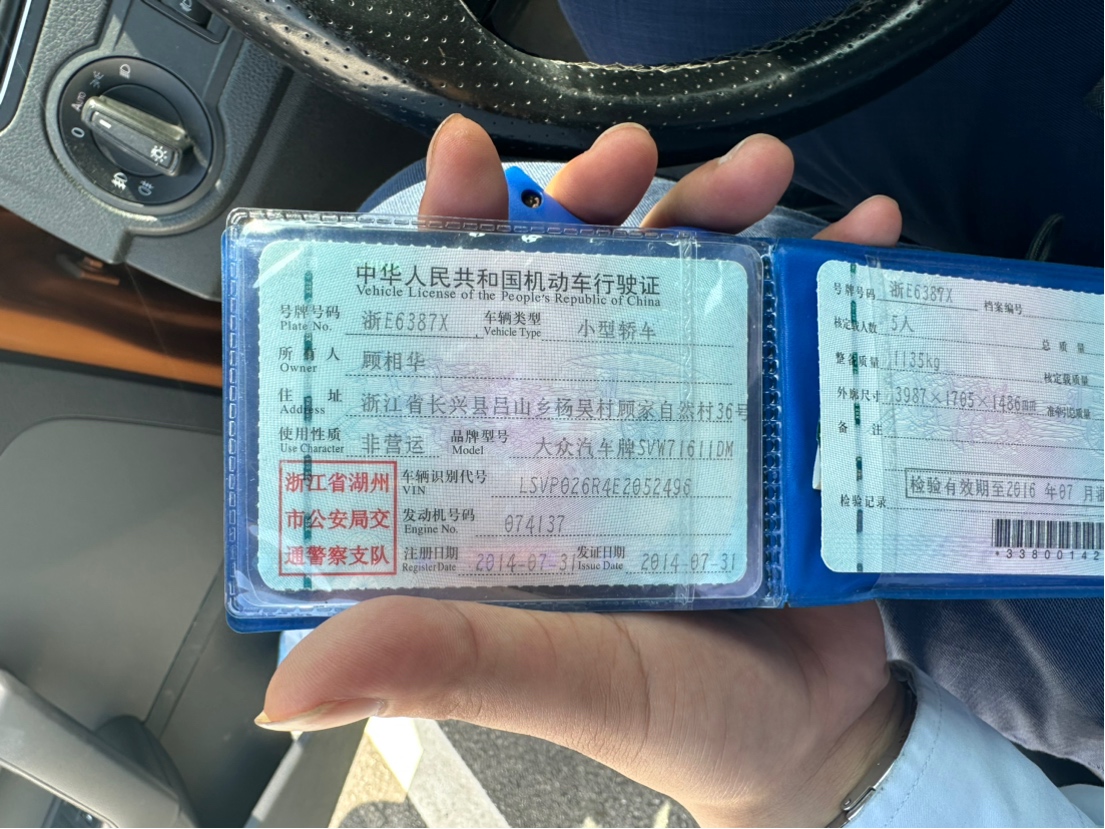 中华人民共和国机动车行驶证
Vehicle License of the People's Republic of China
号牌号码 浙E6387X 车辆类型 小型轿车
Plate No. Vehicle Type
所有人 顾相华
Owner
住址 浙江省长兴县吕山乡杨吴村顾家自然村36号
Address
使用性质 非营运 品牌型号 大众汽车牌SVW71611DM
Use Character Model
浙江省湖州
市公安局交
通警察支队
车辆识别代号 LSVP026R4E2052496
VIN
发动机号码 074137
Engine No.
注册日期 2014-07-31 发证日期 2014-07-31
Register Date Issue Date
号牌号码 浙E6387X 档案编号
核定载人数 5人 总质量
整备质量 1135kg 核定载质量
外廓尺寸 3987×1705×1486mm 准牵引总质量
备注
检验记录 检验有效期至2016 年07 月
*33800142